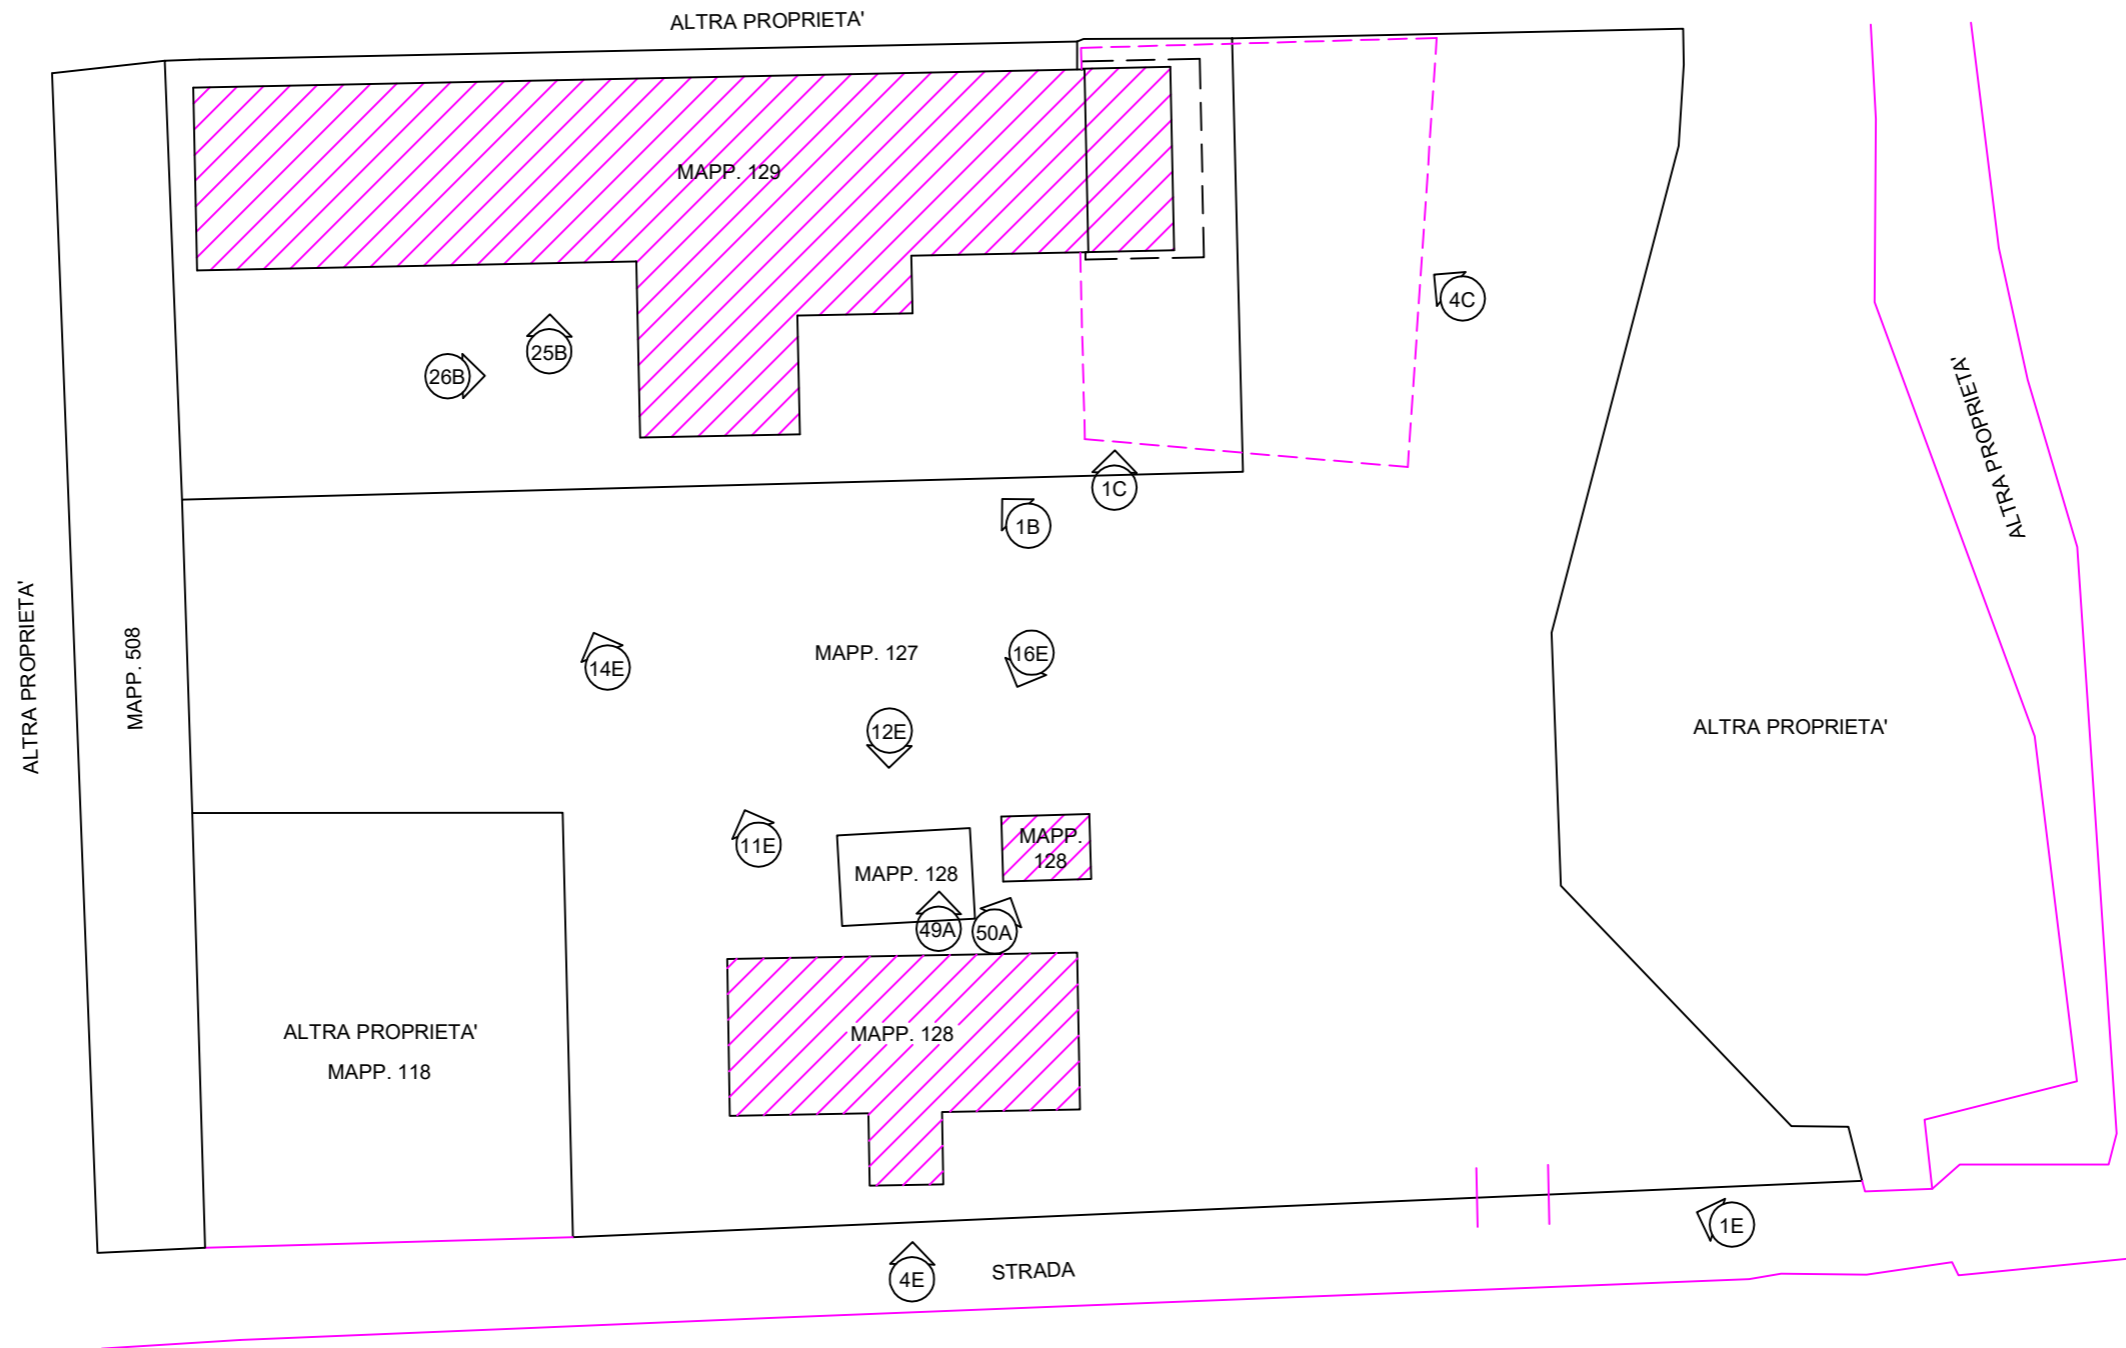 ALTRA PROPRIETA'
MAPP. 129
4C
25B
26B
ALTRA PROPRIETA'
1C
1B
ALTRA PROPRIETA'
MAPP. 508
14E
MAPP. 127
16E
12E
ALTRA PROPRIETA'
11E
MAPP. 128
MAPP.
128
49A
50A
ALTRA PROPRIETA'
MAPP. 118
MAPP. 128
1E
4E
STRADA